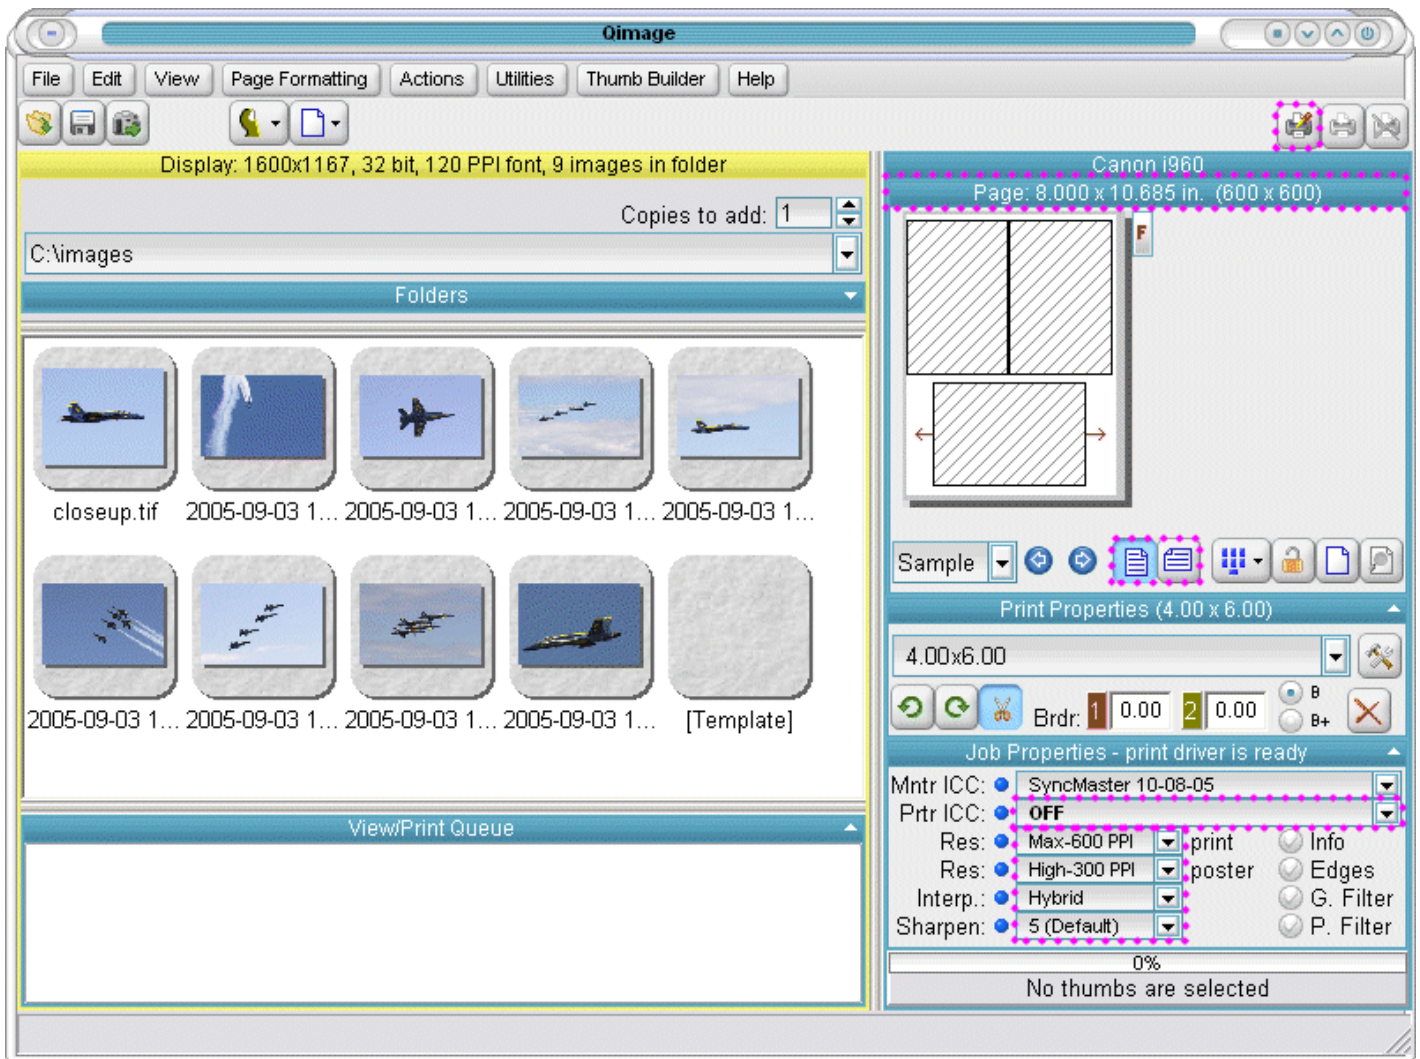 Qimage
File Edit View Page Formatting Actions Utilities Thumb Builder Help
Display: 1600x1167, 32 bit, 120 PPI font, 9 images in folder
Copies to add: 1
C:\images
Folders
closeup.tif 2005-09-03 1... 2005-09-03 1... 2005-09-03 1... 2005-09-03 1...
2005-09-03 1... 2005-09-03 1... 2005-09-03 1... 2005-09-03 1... [Template]
View/Print Queue
Canon i960
Page: 8.000 x 10.685 in. (600 x 600)
F
Sample
Print Properties (4.00 x 6.00)
4.00x6.00
Brdr: 1 0.00 2 0.00 B
B+
Job Properties - print driver is ready
Mntr ICC: SyncMaster 10-08-05
Prtr ICC: OFF
Res: Max-600 PPI print Info
Res: High-300 PPI poster Edges
Interp.: Hybrid G. Filter
Sharpen: 5 (Default) P. Filter
0%
No thumbs are selected